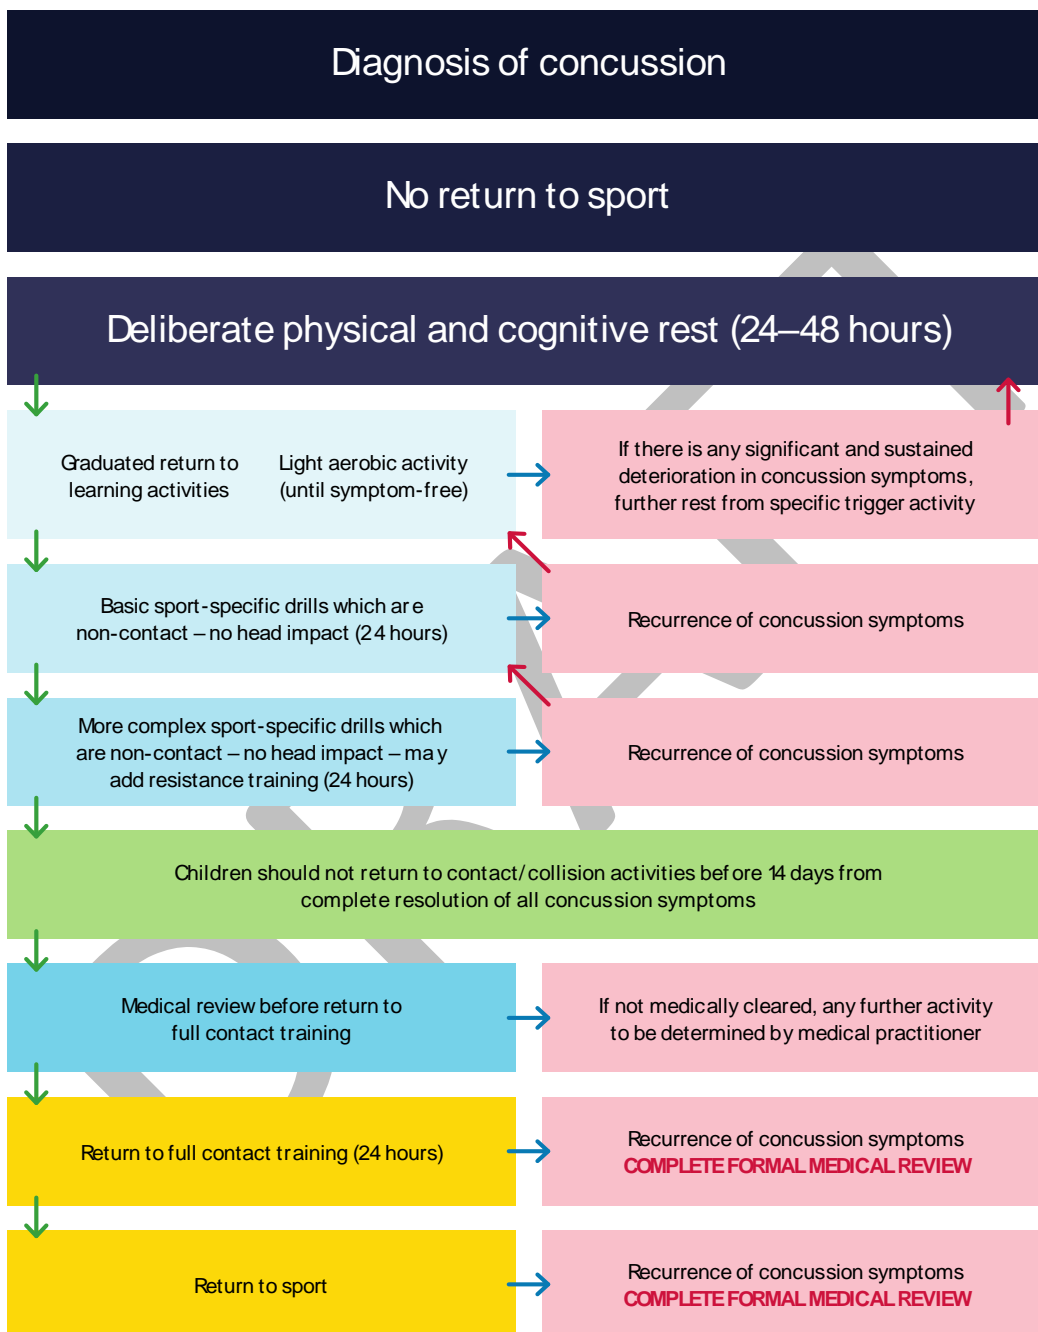 Diagnosis of concussion
No return to sport
Deliberate physical and cognitive rest (24–48 hours)
Graduated return to
learning activities
Light aerobic activity
(until symptom-free)
If there is any significant and sustained
deterioration in concussion symptoms,
further rest from specific trigger activity
Basic sport-specific drills which are
non-contact – no head impact (24 hours)
Recurrence of concussion symptoms
More complex sport-specific drills which
are non-contact – no head impact – may
add resistance training (24 hours)
Recurrence of concussion symptoms
Children should not return to contact/collision activities before 14 days from
complete resolution of all concussion symptoms
Medical review before return to
full contact training
If not medically cleared, any further activity
to be determined by medical practitioner
Return to full contact training (24 hours)
Recurrence of concussion symptoms
COMPLETE FORMAL MEDICAL REVIEW
Return to sport
Recurrence of concussion symptoms
COMPLETE FORMAL MEDICAL REVIEW